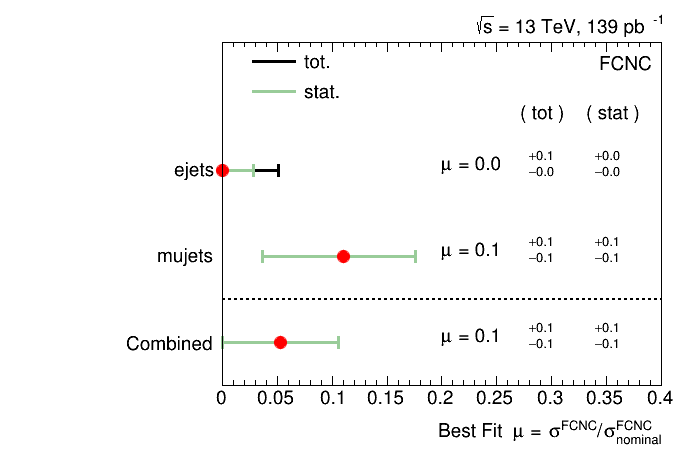 √s = 13 TeV, 139 pb⁻¹
tot. FCNC
stat.
( tot ) ( stat )
ejets μ = 0.0 +0.1 −0.0 +0.0 −0.0
mujets μ = 0.1 +0.1 −0.1 +0.1 −0.1
Combined μ = 0.1 +0.1 −0.1 +0.1 −0.1
0 0.05 0.1 0.15 0.2 0.25 0.3 0.35 0.4
Best Fit μ = σ^FCNC/σ^FCNC_nominal